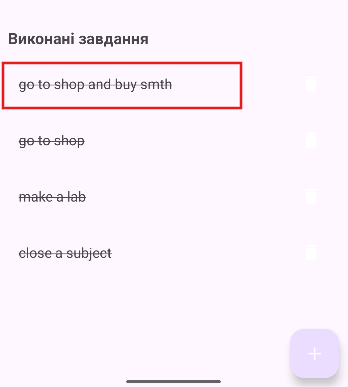 Виконані завдання
go to shop and buy smth
go to shop
make a lab
close a subject
+